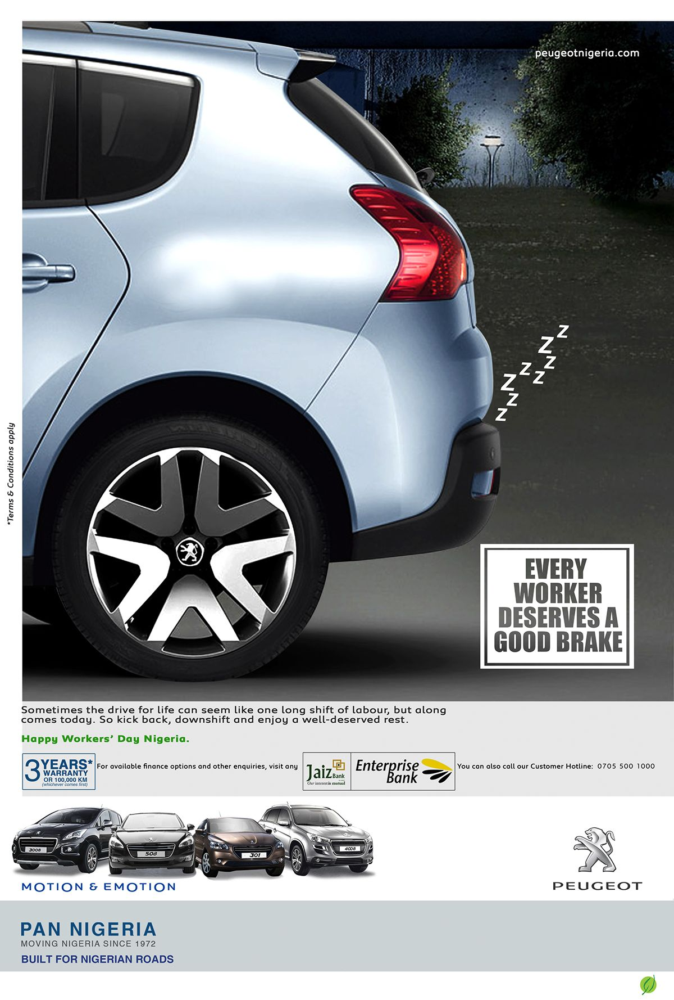 peugeotnigeria.com
z
Z
z
z
z
Z
z
z
*Terms & Conditions apply
EVERY
WORKER
DESERVES A
GOOD BRAKE
Sometimes the drive for life can seem like one long shift of labour, but along
comes today. So kick back, downshift and enjoy a well-deserved rest.
Happy Workers’ Day Nigeria.
3 YEARS*
WARRANTY
OR 100,000 KM
(whichever comes first)
For available finance options and other enquiries, visit any
Jaiz Bank
Our interest is mutual
Enterprise
Bank
You can also call our Customer Hotline: 0705 500 1000
3008
508
301
4008
MOTION & EMOTION
PEUGEOT
PAN NIGERIA
MOVING NIGERIA SINCE 1972
BUILT FOR NIGERIAN ROADS